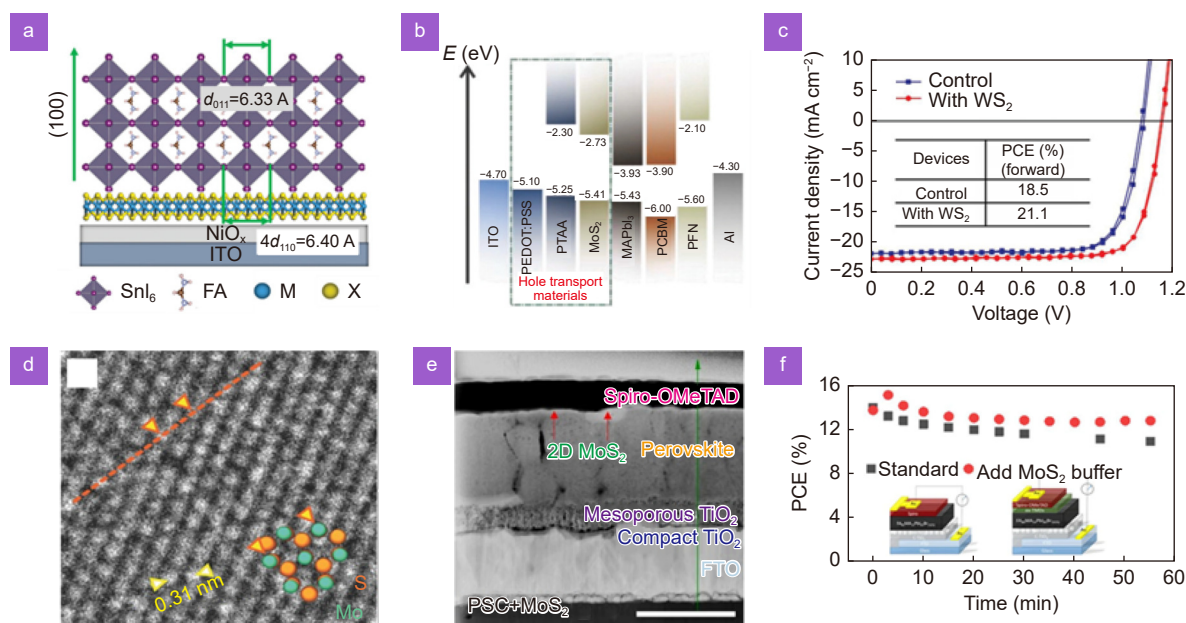 a
(100)
d011=6.33 A
NiOx
ITO
4d110=6.40 A
SnI6
FA
M
X
b
E (eV)
−2.30
−2.73
−2.10
−3.93
−3.90
−4.30
−4.70
−5.10
−5.25
−5.41
−5.43
−6.00
−5.60
ITO
PEDOT:PSS
PTAA
MoS2
MAPbI3
PCBM
PFN
Al
Hole transport
materials
c
Current density (mA cm−2)
10
5
0
−5
−10
−15
−20
−25
Control
With WS2
Devices
PCE (%)
(forward)
Control
18.5
With WS2
21.1
0
0.2
0.4
0.6
0.8
1.0
1.2
Voltage (V)
d
0.31 nm
S
Mo
e
Spiro-OMeTAD
2D MoS2
Perovskite
Mesoporous TiO2
Compact TiO2
FTO
PSC+MoS2
f
PCE (%)
16
12
8
4
0
Standard
Add MoS2 buffer
0
10
20
30
40
50
60
Time (min)